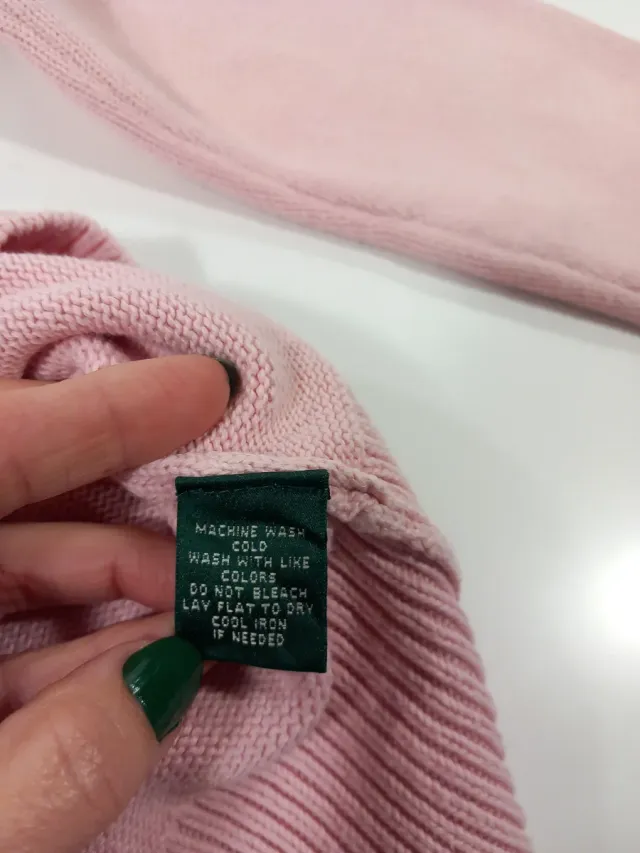 MACHINE WASH
COLD
WASH WITH LIKE
COLORS
DO NOT BLEACH
LAY FLAT TO DRY
COOL IRON
IF NEEDED